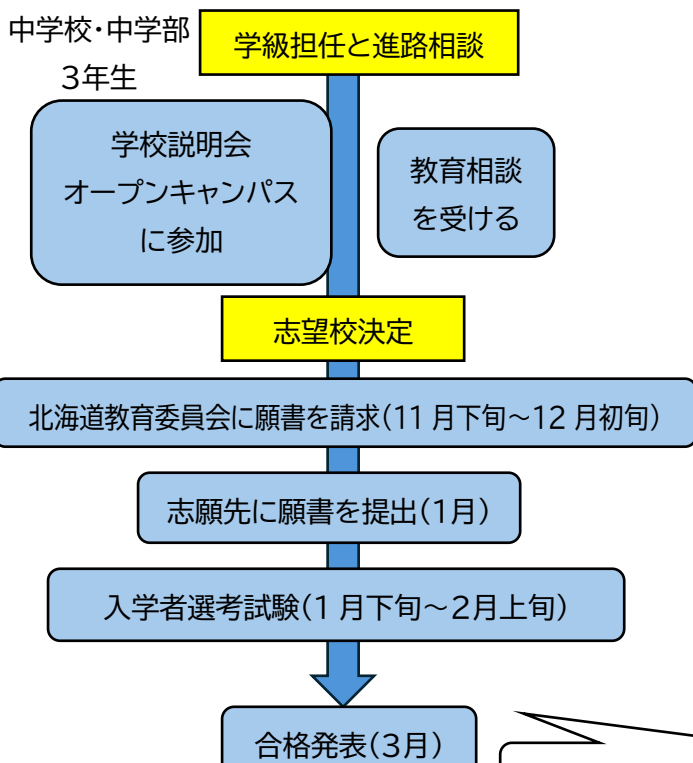 中学校・中学部
3年生
学級担任と進路相談
学校説明会
オープンキャンパス
に参加
教育相談
を受ける
志望校決定
北海道教育委員会に願書を請求(11月下旬～12月初旬)
志願先に願書を提出(1月)
入学者選考試験(1月下旬～2月上旬)
合格発表(3月)